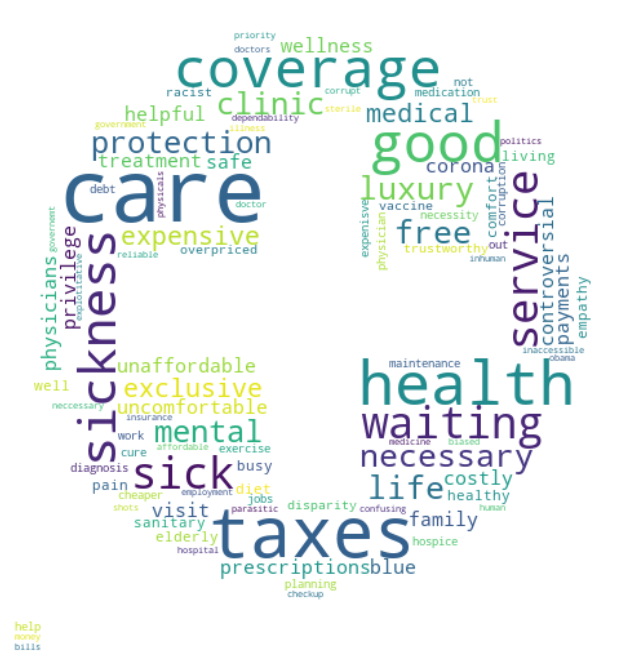 priority
doctors
wellness
coverage
not
racist
corrupt
medication
clinic
sterile
trust
helpful
medical
dependability
government
illness
good
protection
politics
treatment
safe
corona
living
care
debt
physicals
luxury
doctor
expenisve
vaccine
comfort
corruption
necessity
free
service
expensive
physician
trustworthy
out
controversial
privilege
government
overpriced
reliable
inhuman
physicians
explotitative
payments
empathy
sickness
inaccessible
obama
unaffordable
maintenance
health
well
exclusive
neccessary
uncomfortable
insurance
waiting
mental
work
cure
affordable
exercise
medicine
biased
necessary
diagnosis
sick
busy
pain
diet
life
costly
cheaper
employment
jobs
healthy
shots
visit
parasitic
disparity
confusing
human
sanitary
taxes
family
elderly
hospital
hospice
prescriptions
blue
planning
checkup
help
money
bills